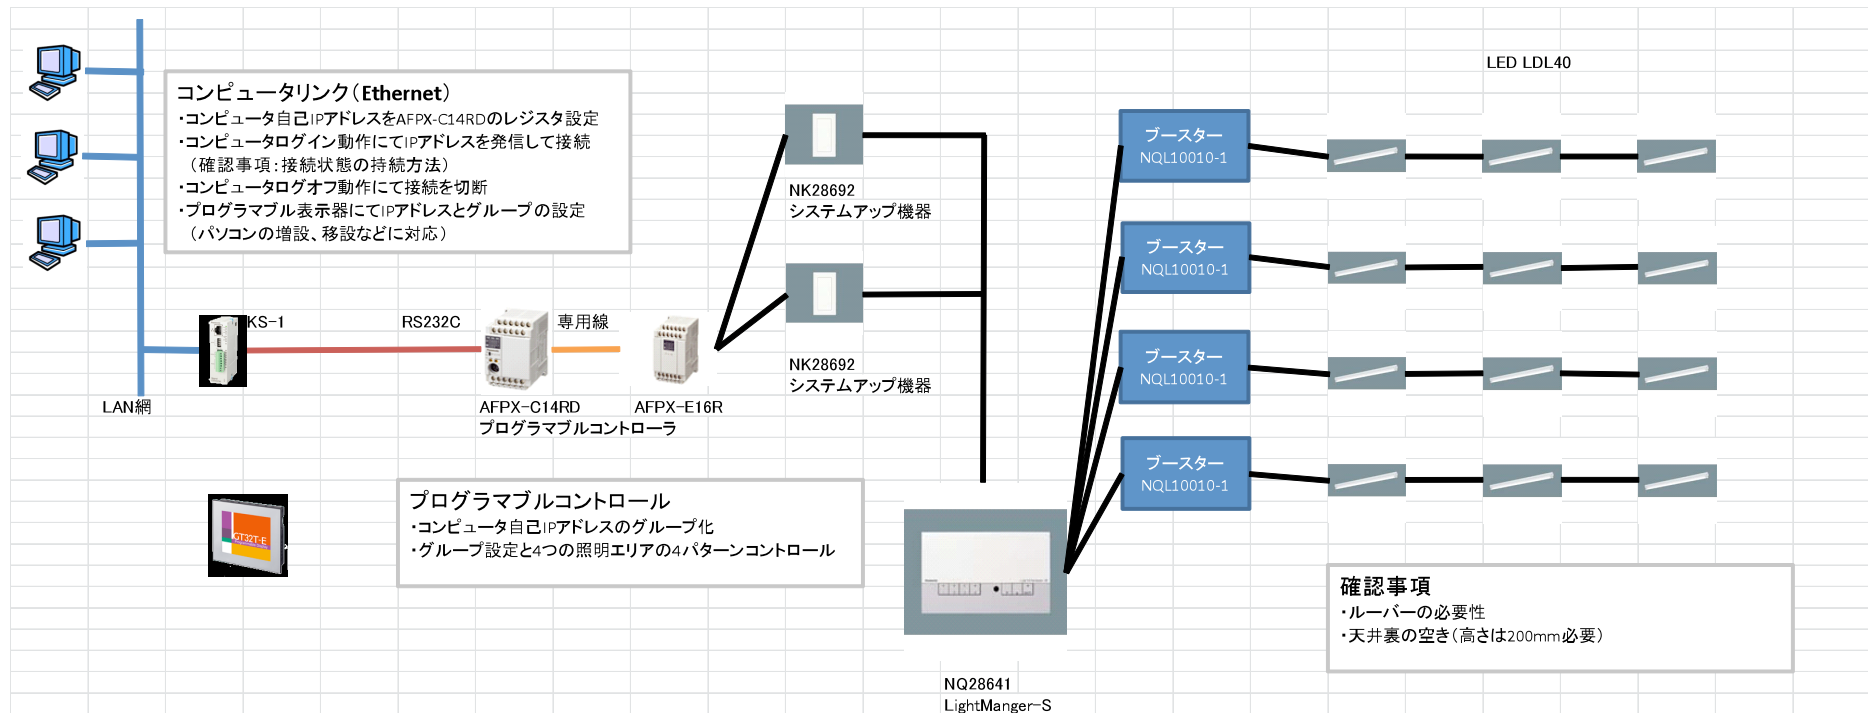 LED LDL40
コンピュータリンク（Ethernet）
・コンピュータ自己IPアドレスをAFPX-C14RDのレジスタ設定
・コンピュータログイン動作にてIPアドレスを発信して接続
（確認事項：接続状態の持続方法）
・コンピュータログオフ動作にて接続を切断
・プログラマブル表示器にてIPアドレスとグループの設定
（パソコンの増設、移設などに対応）
NK28692
システムアップ機器
NK28692
システムアップ機器
ブースター
NQL10010-1
ブースター
NQL10010-1
ブースター
NQL10010-1
ブースター
NQL10010-1
KS-1
RS232C
専用線
LAN網
AFPX-C14RD
プログラマブルコントローラ
AFPX-E16R
GT32T-E
プログラマブルコントロール
・コンピュータ自己IPアドレスのグループ化
・グループ設定と4つの照明エリアの4パターンコントロール
NQ28641
LightManger-S
確認事項
・ルーバーの必要性
・天井裏の空き（高さは200mm必要）